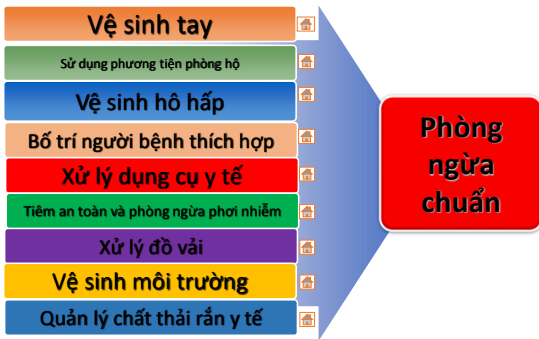 Vệ sinh tay
Sử dụng phương tiện phòng hộ
Vệ sinh hô hấp
Bố trí người bệnh thích hợp
Xử lý dụng cụ y tế
Tiêm an toàn và phòng ngừa phơi nhiễm
Xử lý đồ vải
Vệ sinh môi trường
Quản lý chất thải rắn y tế
Phòng
ngừa
chuẩn